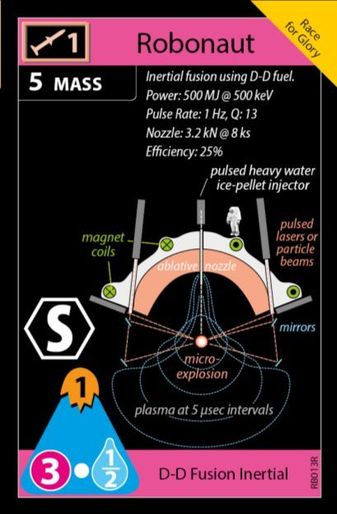 1
Robonaut
Race
for Glory
5 MASS
Inertial fusion using D-D fuel.
Power: 500 MJ @ 500 keV
Pulse Rate: 1 Hz, Q: 13
Nozzle: 3.2 kN @ 8 ks
Efficiency: 25%
pulsed heavy water
ice-pellet injector
magnet
coils
pulsed
lasers or
particle
beams
ablative nozzle
mirrors
S
micro-
explosion
1
plasma at 5 µsec intervals
3 • 1/2
D-D Fusion Inertial
RB013R